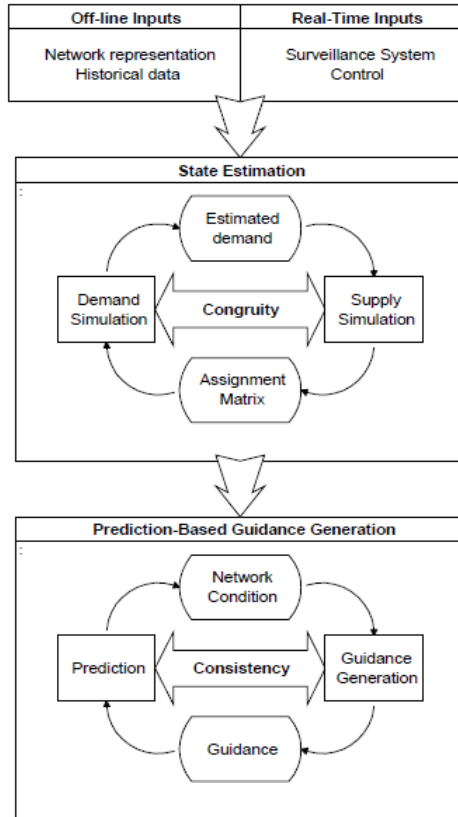 Off-line Inputs
Real-Time Inputs
Network representation
Historical data
Surveillance System
Control
State Estimation
:
Estimated
demand
Demand
Simulation
Congruity
Supply
Simulation
Assignment
Matrix
Prediction-Based Guidance Generation
:
Network
Condition
Prediction
Consistency
Guidance
Generation
Guidance